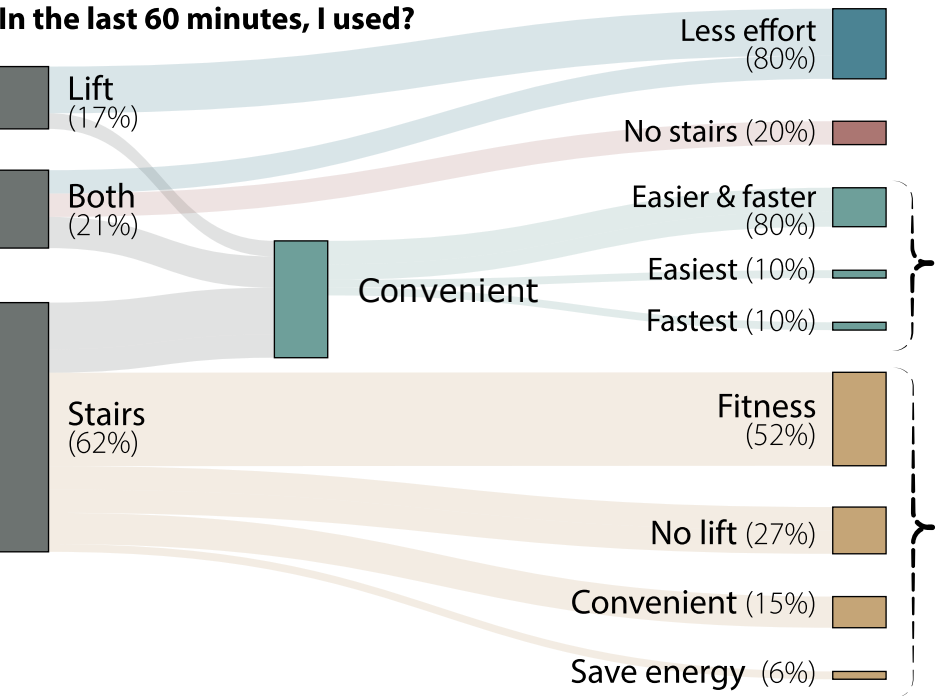 In the last 60 minutes, I used?
Lift
(17%)
Both
(21%)
Stairs
(62%)
Convenient
Less effort
(80%)
No stairs (20%)
Easier & faster
(80%)
Easiest (10%)
Fastest (10%)
Fitness
(52%)
No lift (27%)
Convenient (15%)
Save energy (6%)